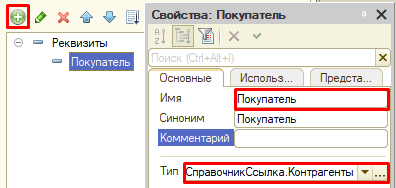 Свойства: Покупатель
Реквизиты
Покупатель
Поиск (Ctrl+Alt+I)
Основные
Использ...
Предста...
Имя
Покупатель
Синоним
Покупатель
Комментарий
Тип
СправочникСсылка.Контрагенты
...